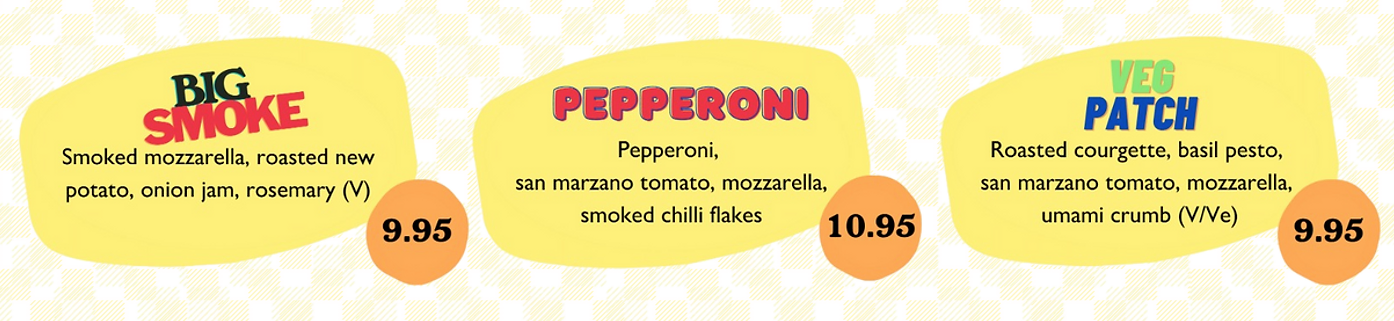 BIG
SMOKE
Smoked mozzarella, roasted new
potato, onion jam, rosemary (V)
9.95
PEPPERONI
Pepperoni,
san marzano tomato, mozzarella,
smoked chilli flakes
10.95
VEG
PATCH
Roasted courgette, basil pesto,
san marzano tomato, mozzarella,
umami crumb (V/Ve)
9.95